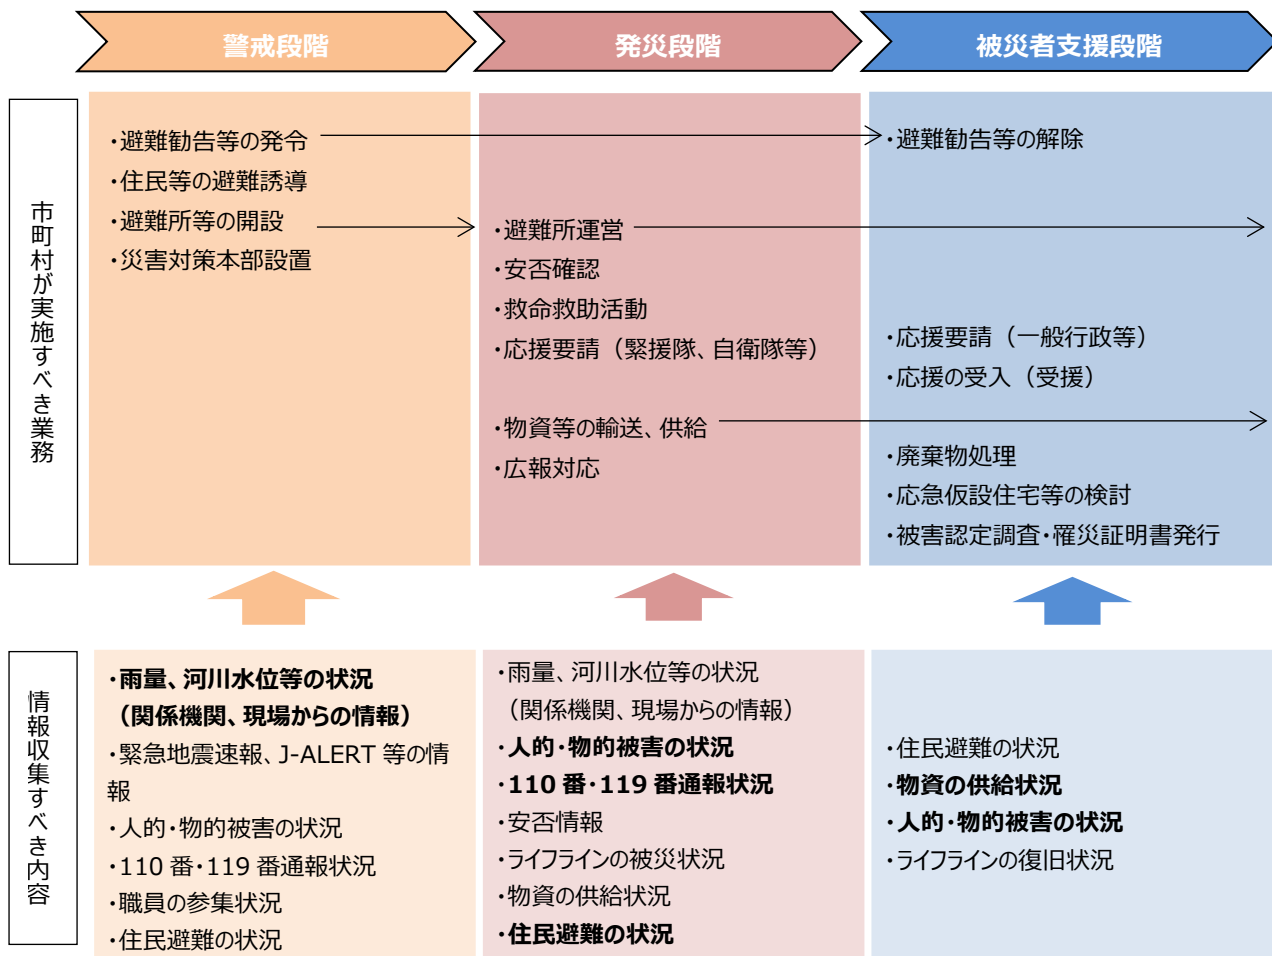 警戒段階
発災段階
被災者支援段階
市町村が実施すべき業務
・避難勧告等の発令
・住民等の避難誘導
・避難所等の開設
・災害対策本部設置
・避難所運営
・安否確認
・救命救助活動
・応援要請（緊援隊、自衛隊等）
・物資等の輸送、供給
・広報対応
・避難勧告等の解除
・応援要請（一般行政等）
・応援の受入（受援）
・廃棄物処理
・応急仮設住宅等の検討
・被害認定調査・罹災証明書発行
情報収集すべき内容
・雨量、河川水位等の状況
（関係機関、現場からの情報）
・緊急地震速報、J-ALERT 等の情
報
・人的・物的被害の状況
・110 番・119 番通報状況
・職員の参集状況
・住民避難の状況
・雨量、河川水位等の状況
（関係機関、現場からの情報）
・人的・物的被害の状況
・110 番・119 番通報状況
・安否情報
・ライフラインの被災状況
・物資の供給状況
・住民避難の状況
・住民避難の状況
・物資の供給状況
・人的・物的被害の状況
・ライフラインの復旧状況